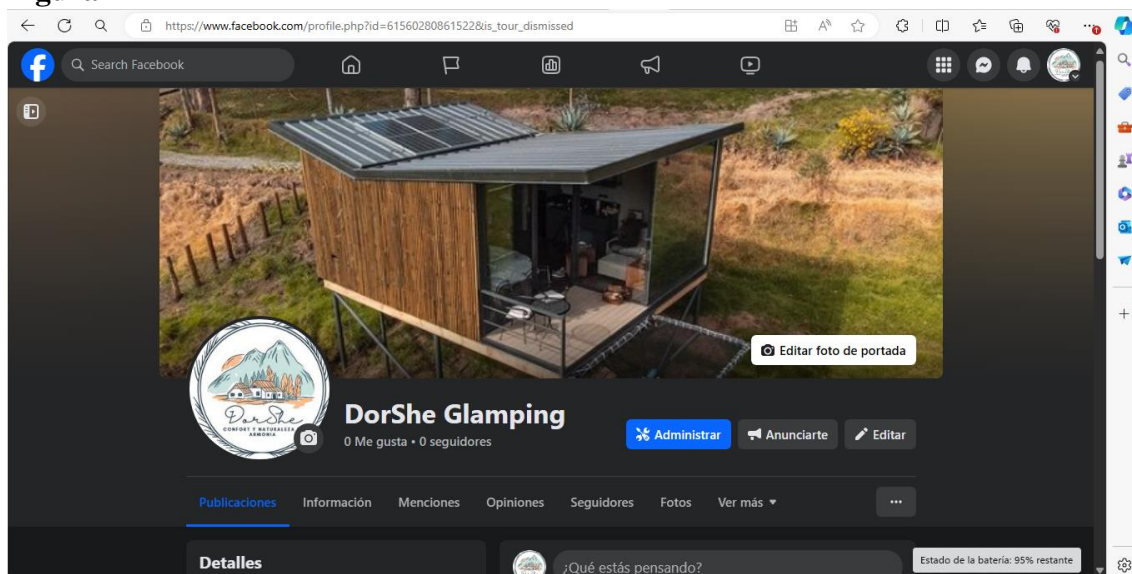 https://www.facebook.com/profile.php?id=61560280861522&is_tour_dismissed
Search Facebook
Editar foto de portada
DorShe
CONFORT Y NATURALEZA
ARMONIA
DorShe Glamping
0 Me gusta • 0 seguidores
Administrar
Anunciarte
Editar
Publicaciones
Información
Menciones
Opiniones
Seguidores
Fotos
Ver más
Detalles
¿Qué estás pensando?
Estado de la batería: 95% restante